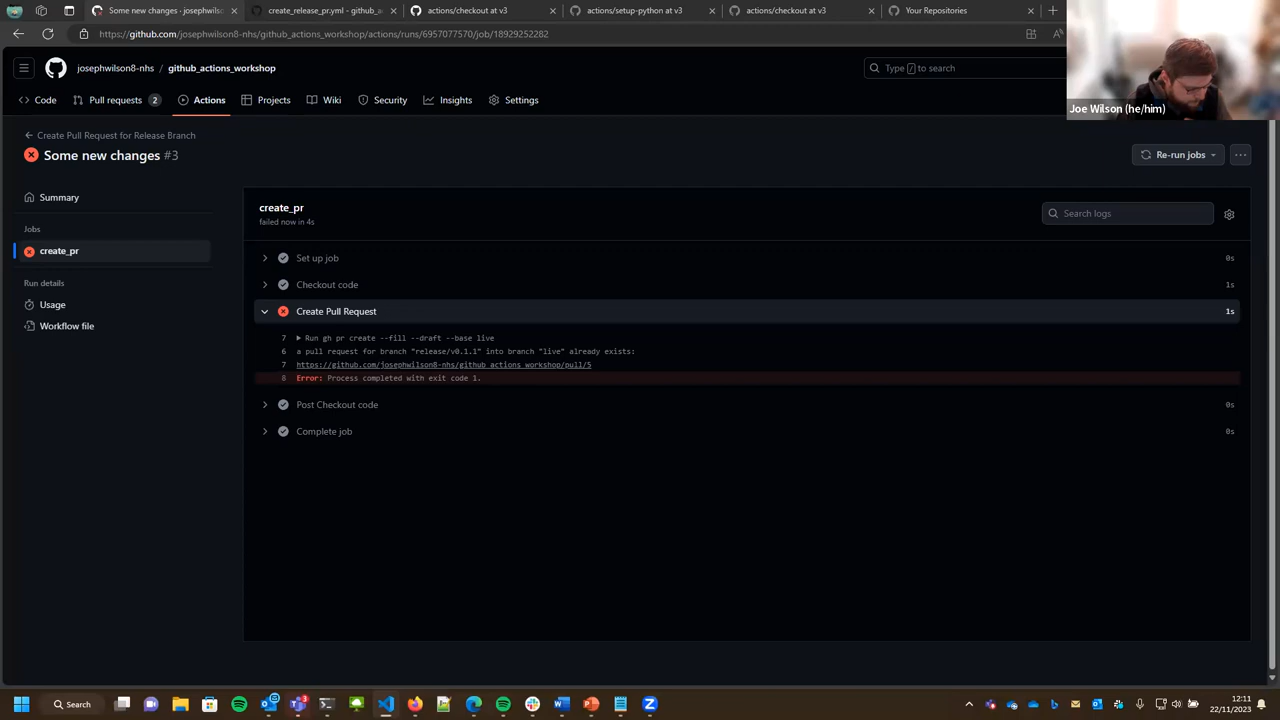 Some new changes · josephwilson8
create_release_pr.yml · github_ac
actions/checkout at v3
actions/setup-python at v3
actions/checkout at v3
Your Repositories
https://github.com/josephwilson8-nhs/github_actions_workshop/actions/runs/6957077570/job/18929252282
josephwilson8-nhs / github_actions_workshop
Type / to search
Joe Wilson (he/him)
Code
Pull requests 2
Actions
Projects
Wiki
Security
Insights
Settings
Create Pull Request for Release Branch
Some new changes #3
Re-run jobs
Summary
Jobs
create_pr
Run details
Usage
Workflow file
create_pr
failed now in 4s
Search logs
Set up job 0s
Checkout code 1s
Create Pull Request 1s
7 Run gh pr create --fill --draft --base live
6 a pull request for branch "release/v0.1.1" into branch "live" already exists:
7 https://github.com/josephwilson8-nhs/github_actions_workshop/pull/5
8 Error: Process completed with exit code 1.
Post Checkout code 0s
Complete job 0s
Search
12:11
22/11/2023